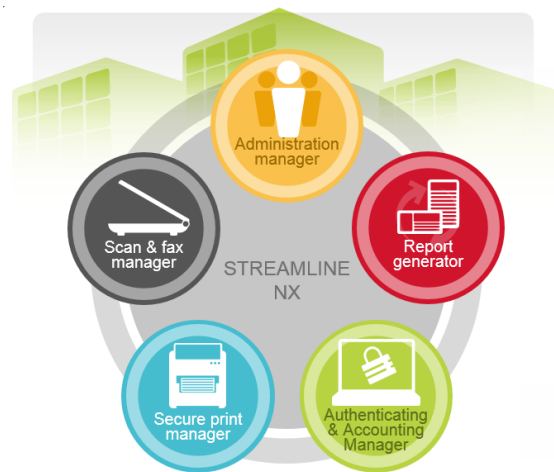 Administration
manager
Scan & fax
manager
Report
generator
STREAMLINE
NX
Secure print
manager
Authenticating
& Accounting
Manager